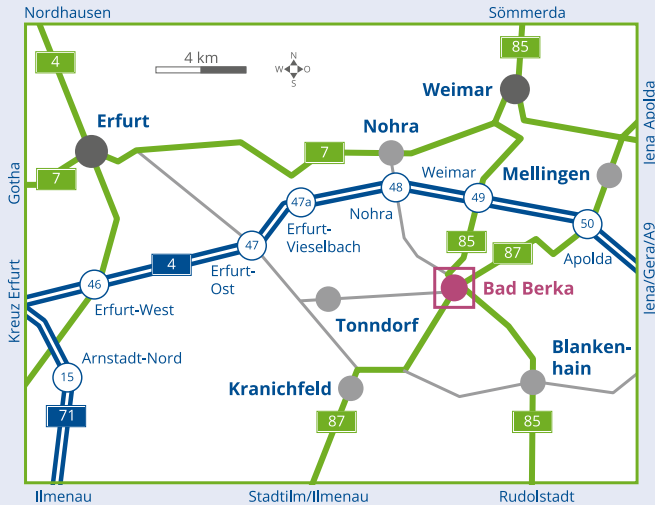 Nordhausen
Sömmerda
4
85
4 km
N
W
O
S
Weimar
Erfurt
Nohra
7
7
Weimar
Mellingen
Jena Apolda
Gotha
47a
48
49
50
Nohra
Erfurt-
Vieselbach
85
87
Apolda
47
4
Erfurt-
Ost
46
Erfurt-West
Bad Berka
Jena/Gera/A9
Kreuz Erfurt
Tonndorf
Blanken-
hain
Arnstadt-Nord
15
Kranichfeld
71
87
85
Ilmenau
Stadtilm/Ilmenau
Rudolstadt